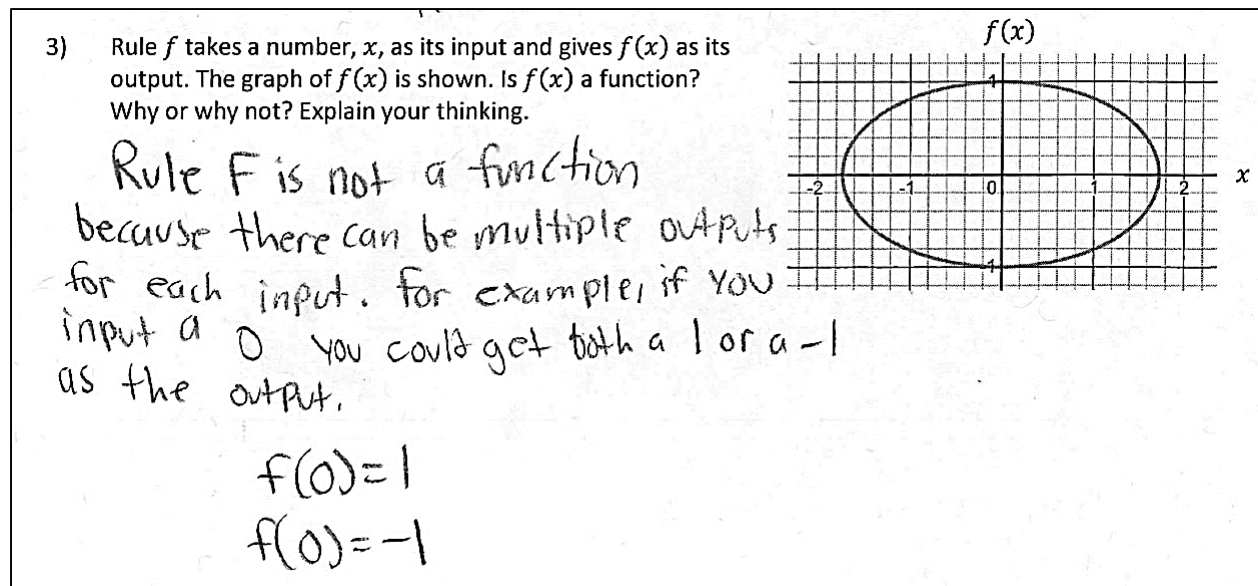 f(x)
3) Rule f takes a number, x, as its input and gives f(x) as its
output. The graph of f(x) is shown. Is f(x) a function?
Why or why not? Explain your thinking.
1
-2 -1 0 1 2 x
-1
Rule F is not a function
because there can be multiple outputs
for each input. For example, if you
input a 0 you could get both a 1 or a -1
as the output.
f(0)=1
f(0)=-1